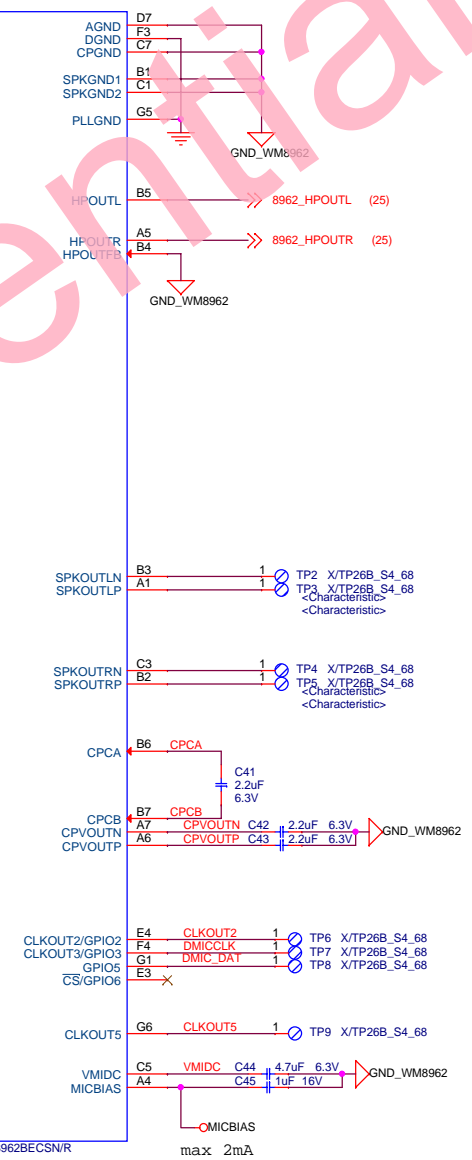 AGND D7
DGND F3
CPGND C7
SPKGND1 B1
SPKGND2 C1
PLLGND G5
GND_WM8962
HPOUTL B5 8962_HPOUTL (25)
HPOUTR A5 8962_HPOUTR (25)
HPOUTFB B4
GND_WM8962
SPKOUTLN B3 1 TP2 X/TP26B_S4_68
SPKOUTLP A1 1 TP3 X/TP26B_S4_68
<Characteristic>
<Characteristic>
SPKOUTRN C3 1 TP4 X/TP26B_S4_68
SPKOUTRP B2 1 TP5 X/TP26B_S4_68
<Characteristic>
<Characteristic>
CPCA B6 CPCA
C41
2.2uF
6.3V
CPCB B7 CPCB
CPVOUTN A7 CPVOUTN C42 2.2uF 6.3V GND_WM8962
CPVOUTP A6 CPVOUTP C43 2.2uF 6.3V
CLKOUT2/GPIO2 E4 CLKOUT2 1 TP6 X/TP26B_S4_68
CLKOUT3/GPIO3 F4 DMICCLK 1 TP7 X/TP26B_S4_68
GPIO5 G1 DMIC_DAT 1 TP8 X/TP26B_S4_68
CS/GPIO6 E3
CLKOUT5 G6 CLKOUT5 1 TP9 X/TP26B_S4_68
VMIDC C5 VMIDC C44 4.7uF 6.3V GND_WM8962
MICBIAS A4 C45 1uF 16V
MICBIAS
8962BECSN/R
max 2mA
ential